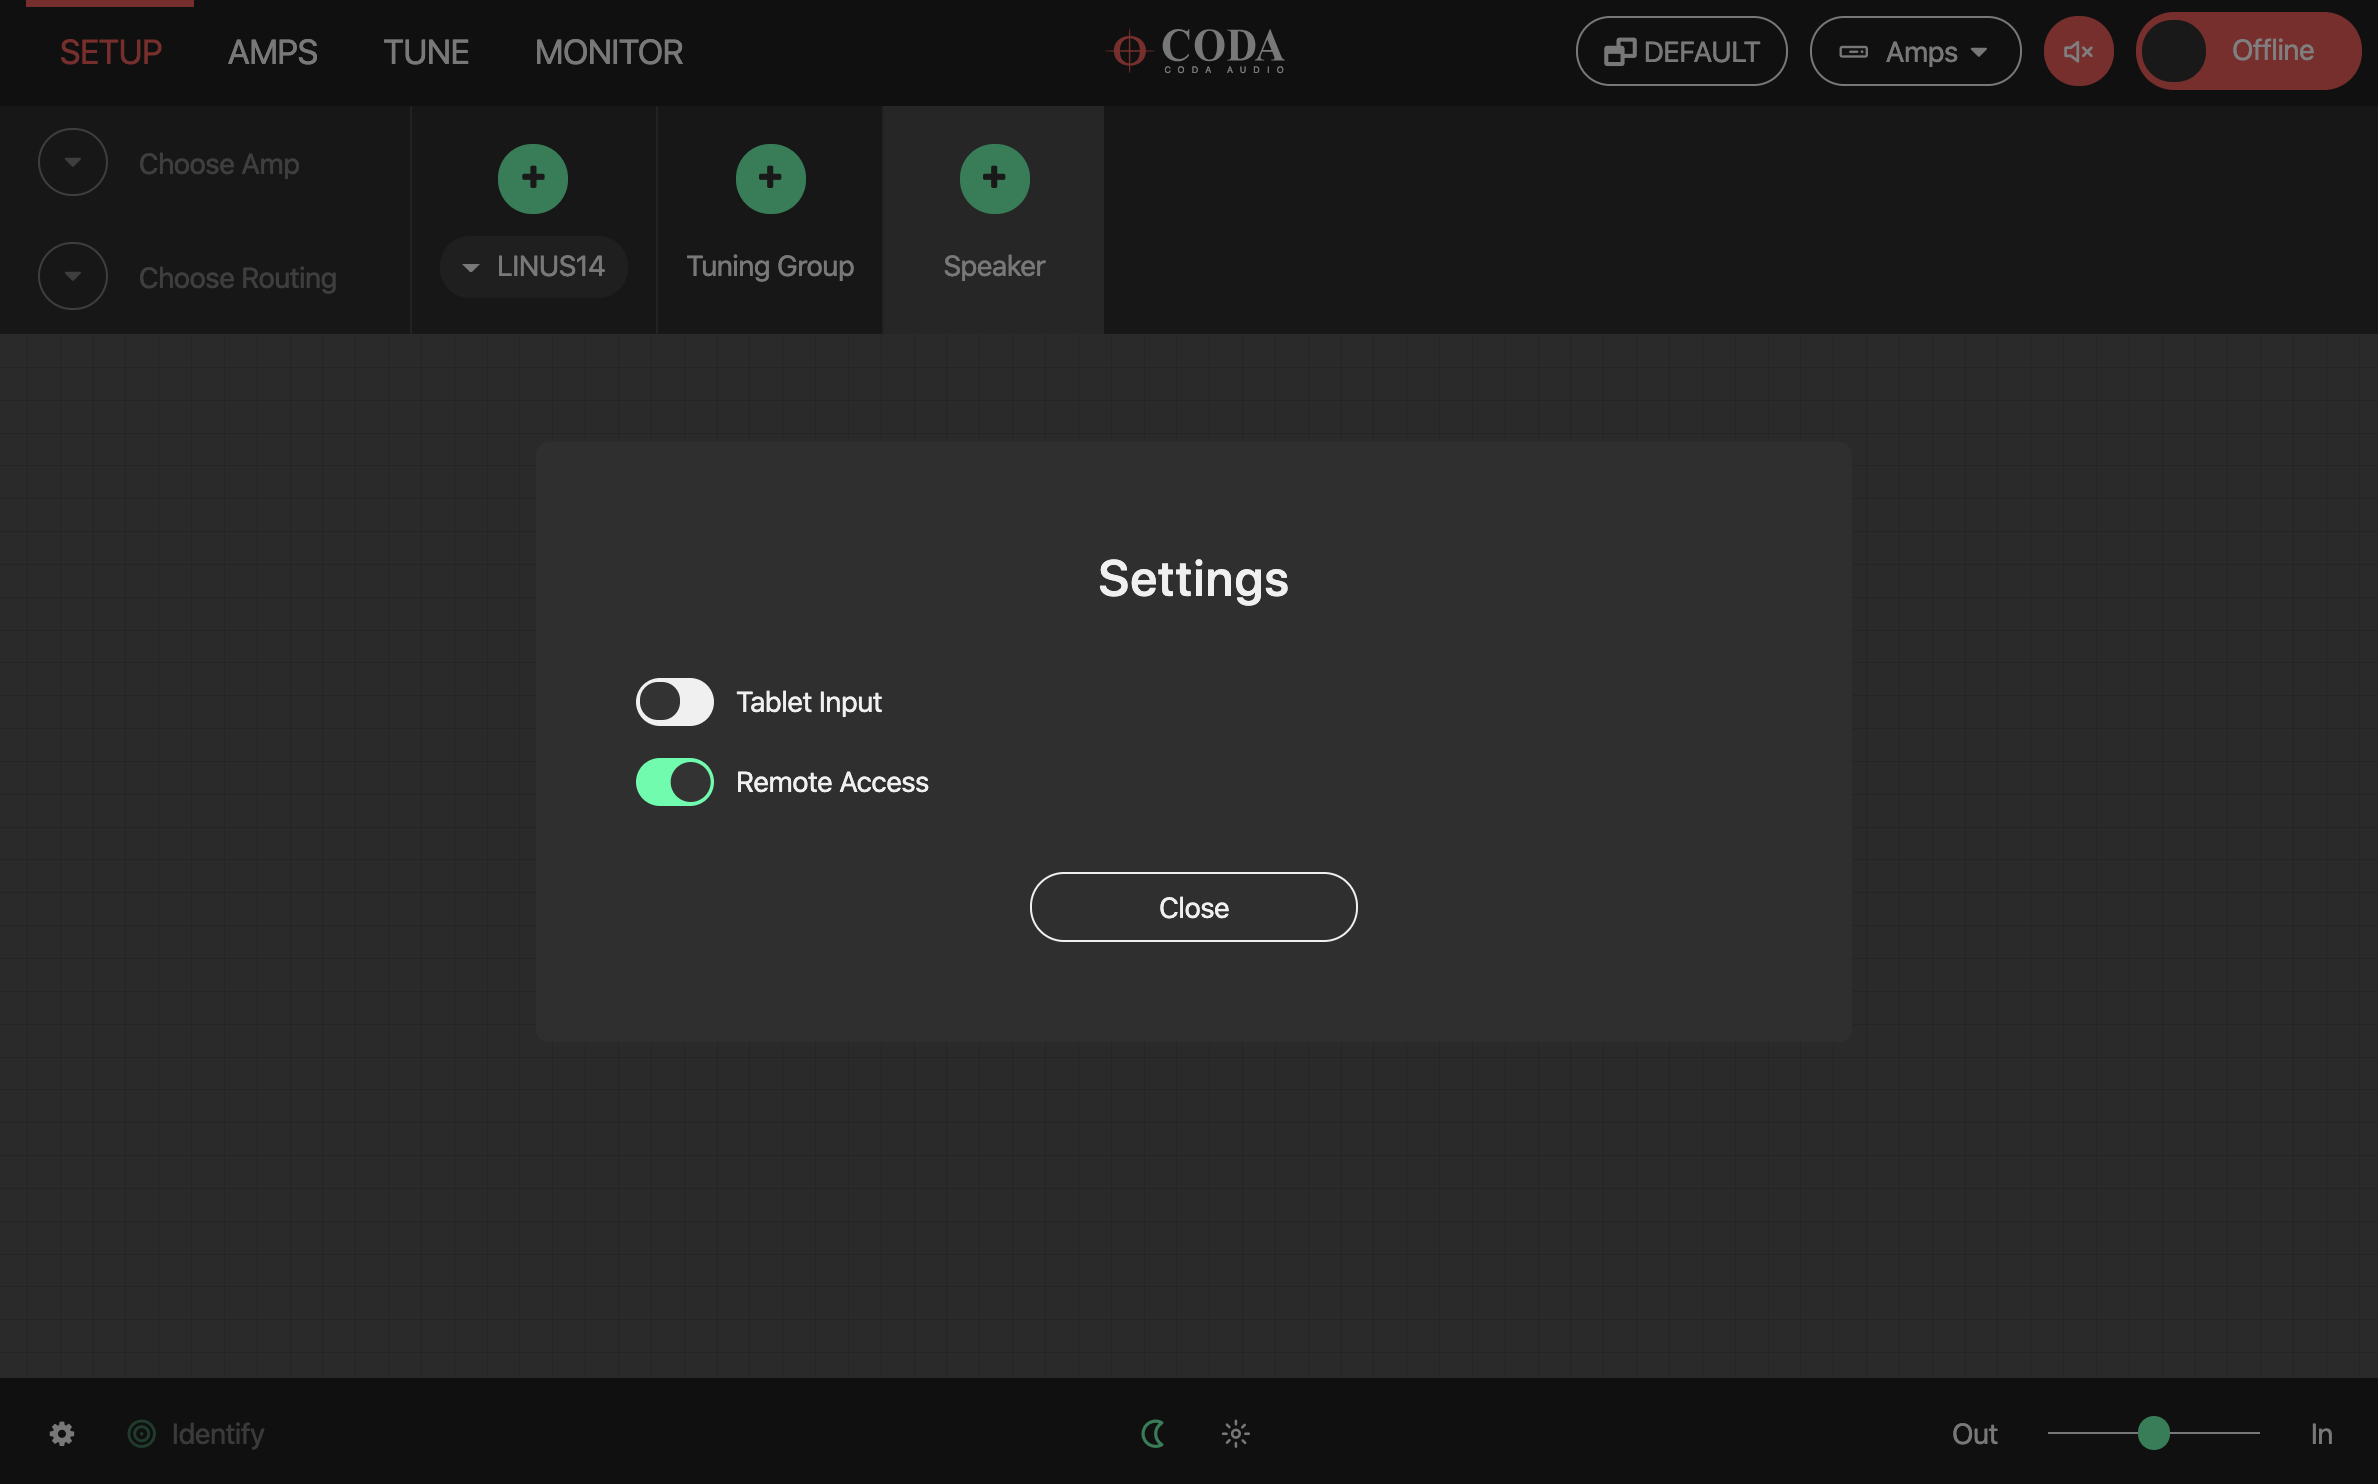 SETUP AMPS TUNE MONITOR CODA DEFAULT Amps Offline
CODA AUDIO
Choose Amp
Choose Routing
LINUS14 Tuning Group Speaker
Settings
Tablet Input
Remote Access
Close
Identify Out In